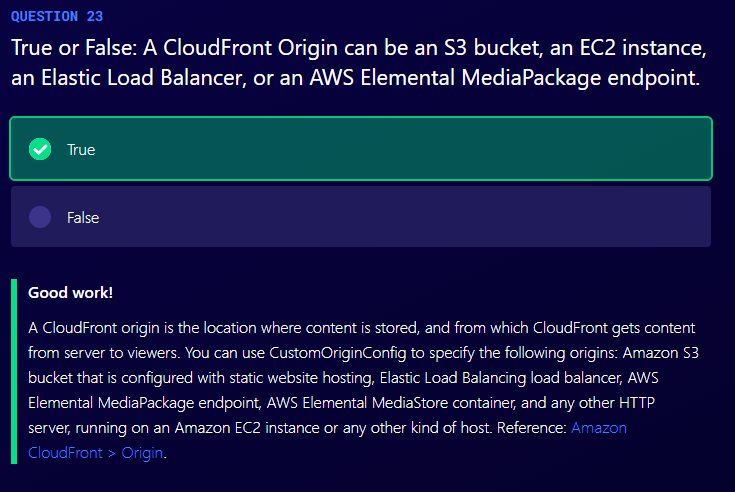 QUESTION 23
True or False: A CloudFront Origin can be an S3 bucket, an EC2 instance,
an Elastic Load Balancer, or an AWS Elemental MediaPackage endpoint.
True
False
Good work!
A CloudFront origin is the location where content is stored, and from which CloudFront gets content
from server to viewers. You can use CustomOriginConfig to specify the following origins: Amazon S3
bucket that is configured with static website hosting, Elastic Load Balancing load balancer, AWS
Elemental MediaPackage endpoint, AWS Elemental MediaStore container, and any other HTTP
server, running on an Amazon EC2 instance or any other kind of host. Reference: Amazon
CloudFront > Origin.